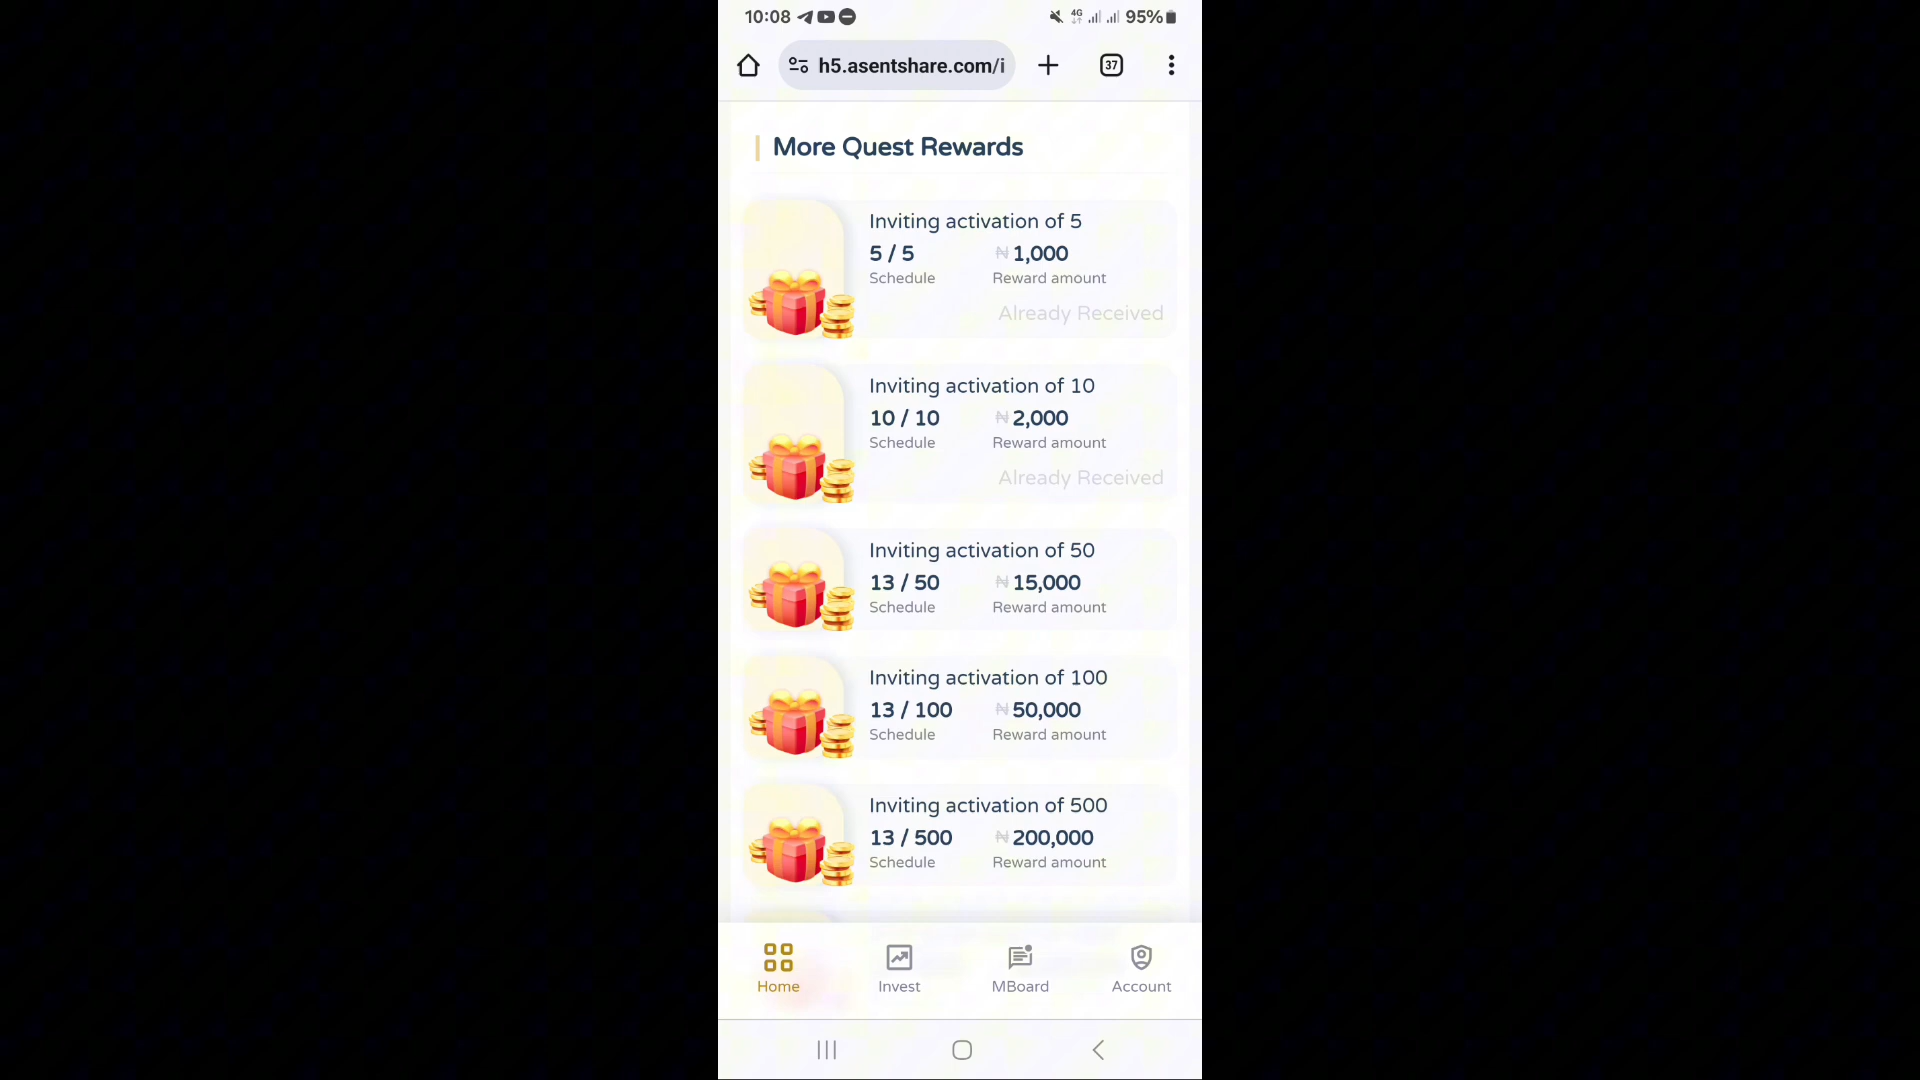 10:08
4G
95%
h5.asentshare.com/i
37
More Quest Rewards
Inviting activation of 5
5 / 5
₦ 1,000
Schedule
Reward amount
Already Received
Inviting activation of 10
10 / 10
₦ 2,000
Schedule
Reward amount
Already Received
Inviting activation of 50
13 / 50
₦ 15,000
Schedule
Reward amount
Inviting activation of 100
13 / 100
₦ 50,000
Schedule
Reward amount
Inviting activation of 500
13 / 500
₦ 200,000
Schedule
Reward amount
Home
Invest
MBoard
Account